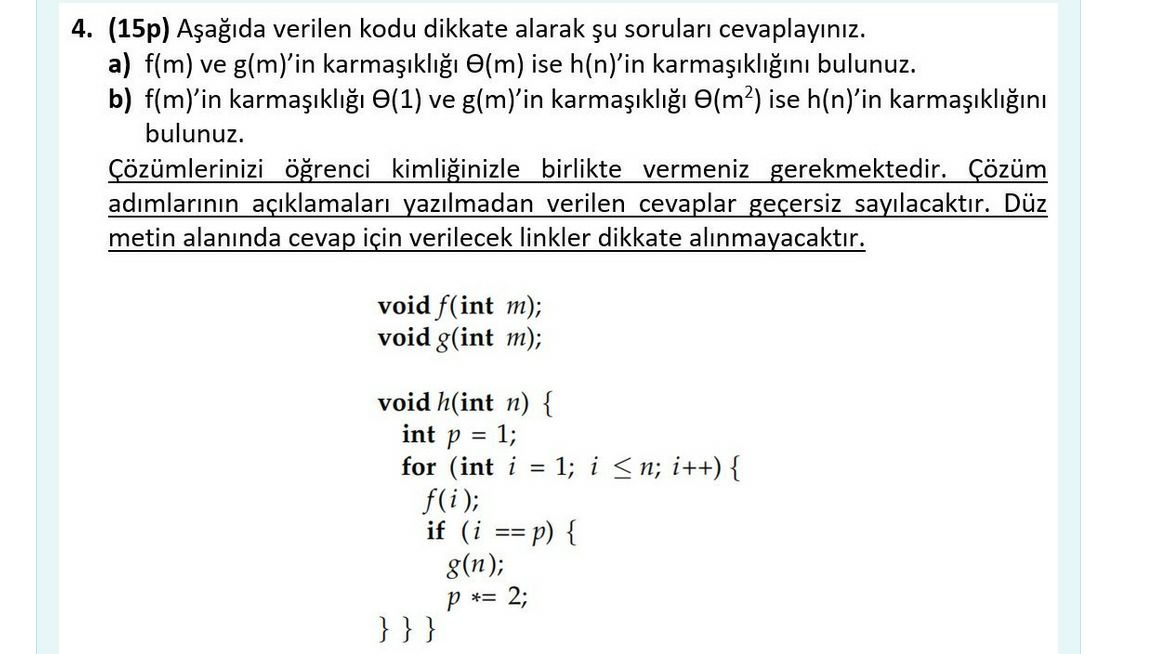 4. (15p) Aşağıda verilen kodu dikkate alarak şu soruları cevaplayınız.
a) f(m) ve g(m)’in karmaşıklığı Ɵ(m) ise h(n)’in karmaşıklığını bulunuz.
b) f(m)’in karmaşıklığı Ɵ(1) ve g(m)’in karmaşıklığı Ɵ(m²) ise h(n)’in karmaşıklığını
bulunuz.
Çözümlerinizi öğrenci kimliğinizle birlikte vermeniz gerekmektedir. Çözüm
adımlarının açıklamaları yazılmadan verilen cevaplar geçersiz sayılacaktır. Düz
metin alanında cevap için verilecek linkler dikkate alınmayacaktır.
void f(int m);
void g(int m);
void h(int n) {
int p = 1;
for (int i = 1; i ≤ n; i++) {
f(i);
if (i == p) {
g(n);
p *= 2;
} } }